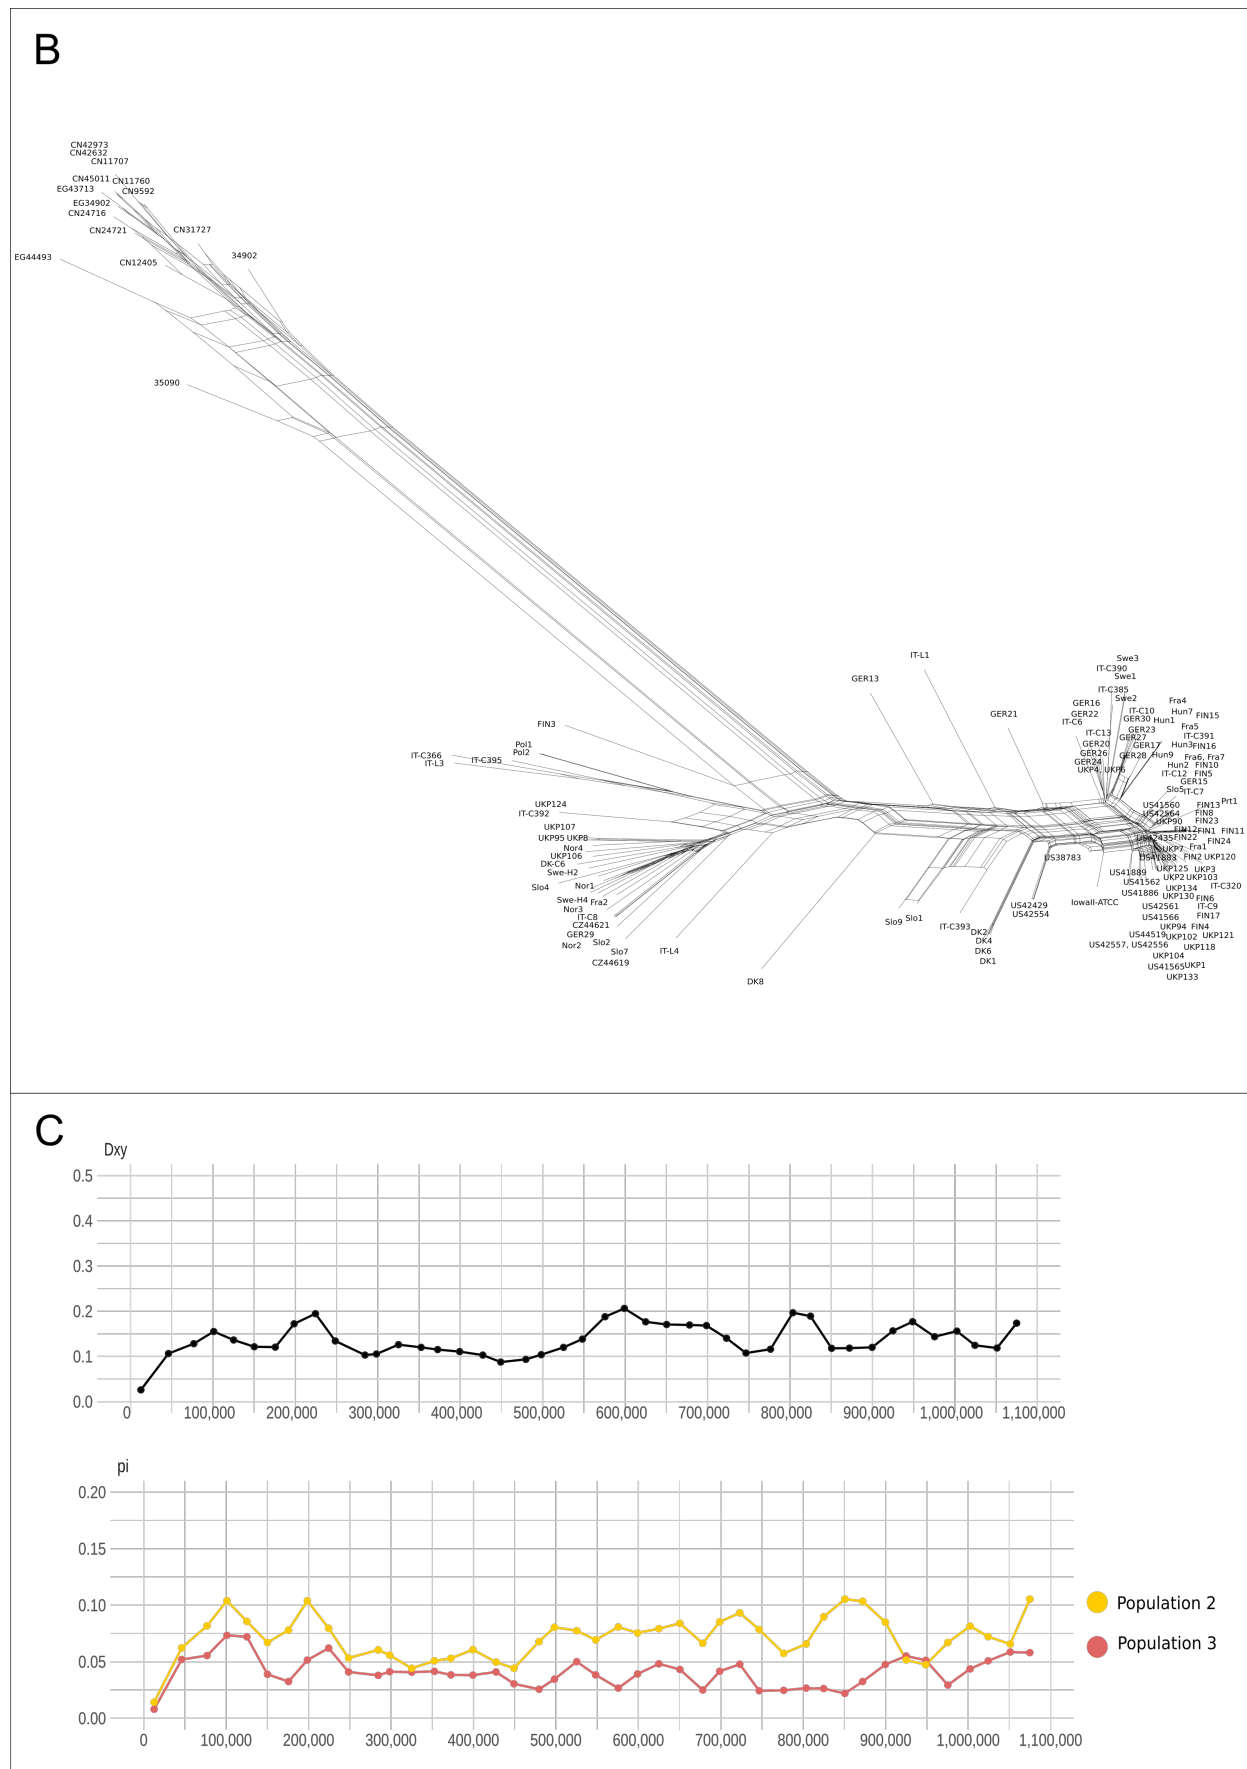 B
CN42973
CN42632
CN11707
CN45011 CN11760
EG43713 CN9592
EG34902
CN24716
CN24721 CN31727
EG44493 34902
CN12405
35090
Swe3
IT-L1 IT-C390
GER13 Swe1
IT-C385
Swe2
GER16 Fra4
GER21 GER22 IT-C10 Hun7 FIN15
FIN3 IT-C6 GER30 Hun1
IT-C13 GER23 Fra5
GER27 IT-C391
Pol1 GER20 GER17 Hun3 FIN16
Pol2 GER26 GER28 Hun9 Fra6, Fra7
IT-C366 IT-C395 GER24 Hun2 FIN10
IT-L3 UKP4 UKP6 IT-C12 FIN5
GER15
Slo5 IT-C7
UKP124 US41560 FIN13 Prt1
IT-C392 US42564 FIN8
UKP90 FIN23
UKP107 FIN12 FIN1 FIN11
UKP95 UKP8 US42435 FIN22 FIN24
Nor4 UKP7 Fra1
UKP106 US38783 US41883 FIN2 UKP120
DK-C6 UKP125 UKP3
Swe-H2 US41889 UKP2 UKP103
Slo4 Nor1 US41562 UKP134 IT-C320
US41886 UKP130 FIN6
Swe-H4 Fra2 Iowall-ATCC
Nor3 US42429 US42561 IT-C9
IT-C8 Slo9 Slo1 US42554 US41566 FIN17
CZ44621 IT-C393 UKP94 FIN4
GER29 DK2 US44519 UKP102 UKP121
Nor2 Slo2 DK4 US42557, US42556 UKP118
Slo7 IT-L4 DK6 UKP104
CZ44619 DK1 US41565 UKP1
DK8 UKP133
C
Dxy
0.5
0.4
0.3
0.2
0.1
0.0
0 100,000 200,000 300,000 400,000 500,000 600,000 700,000 800,000 900,000 1,000,000 1,100,000
pi
0.20
0.15
0.10
0.05
0.00
Population 2
Population 3
0 100,000 200,000 300,000 400,000 500,000 600,000 700,000 800,000 900,000 1,000,000 1,100,000